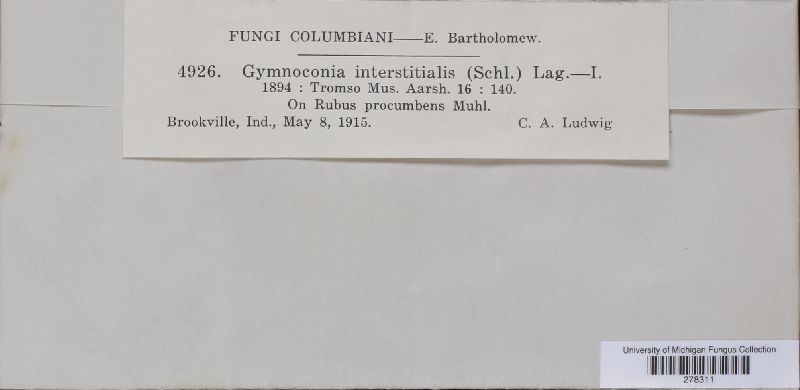 FUNGI COLUMBIANI——E. Bartholomew.
4926. Gymnoconia interstitialis (Schl.) Lag.—I.
1894 : Tromso Mus. Aarsh. 16 : 140.
On Rubus procumbens Muhl.
Brookville, Ind., May 8, 1915. C. A. Ludwig
University of Michigan Fungus Collection
278311